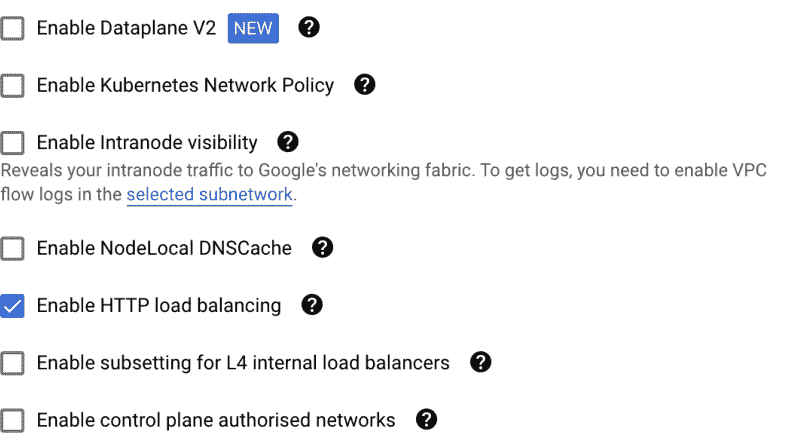 Enable Dataplane V2 NEW ?
Enable Kubernetes Network Policy ?
Enable Intranode visibility ?
Reveals your intranode traffic to Google's networking fabric. To get logs, you need to enable VPC
flow logs in the selected subnetwork.
Enable NodeLocal DNSCache ?
Enable HTTP load balancing ?
Enable subsetting for L4 internal load balancers ?
Enable control plane authorised networks ?